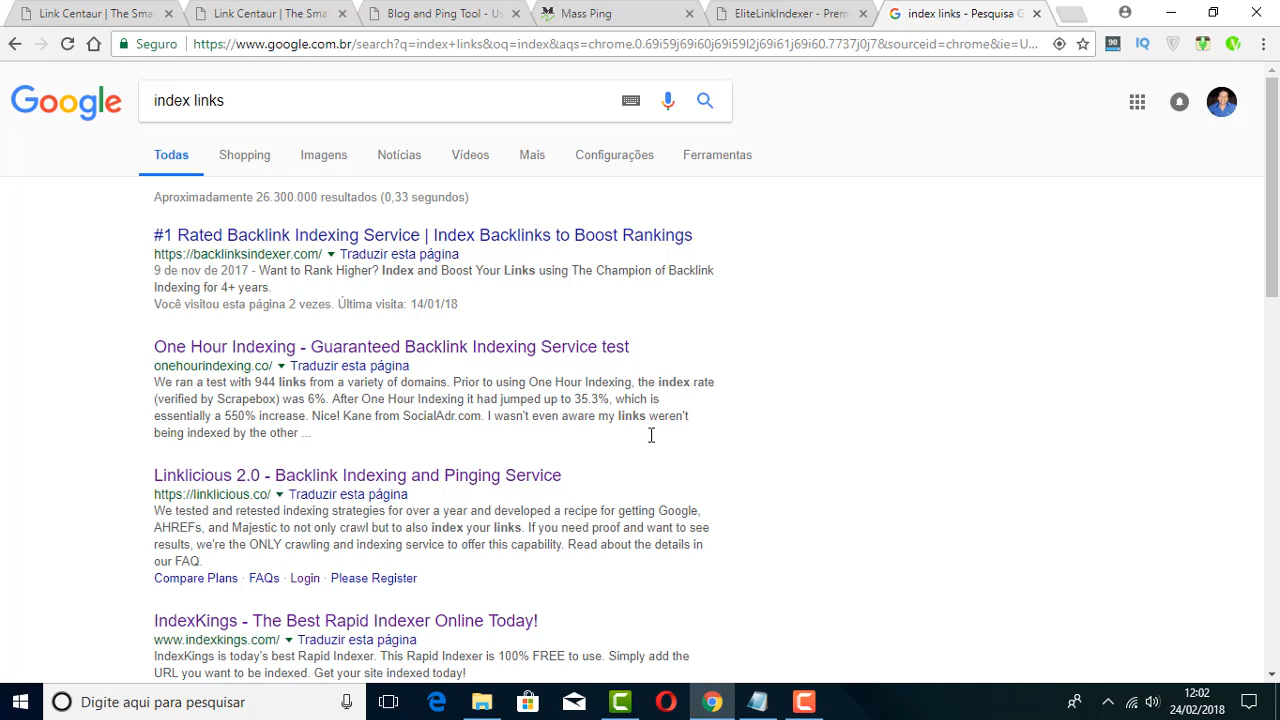 Link Centaur | The Sma
Link Centaur | The Sma
Blog and Ping Tool - Us
Mass Ping
EliteLinkIndexer - Prem
index links - Pesquisa G
Seguro
https://www.google.com.br/search?q=index+links&oq=index&aqs=chrome.0.69i59j69i60j69i59l2j69i61j69i60.7737j0j7&sourceid=chrome&ie=U...
90
IQ
Google
index links
Todas
Shopping
Imagens
Notícias
Vídeos
Mais
Configurações
Ferramentas
Aproximadamente 26.300.000 resultados (0,33 segundos)
#1 Rated Backlink Indexing Service | Index Backlinks to Boost Rankings
https://backlinksindexer.com/ ▼ Traduzir esta página
9 de nov de 2017 - Want to Rank Higher? Index and Boost Your Links using The Champion of Backlink
Indexing for 4+ years.
Você visitou esta página 2 vezes. Última visita: 14/01/18
One Hour Indexing - Guaranteed Backlink Indexing Service test
onehourindexing.co/ ▼ Traduzir esta página
We ran a test with 944 links from a variety of domains. Prior to using One Hour Indexing, the index rate
(verified by Scrapebox) was 6%. After One Hour Indexing it had jumped up to 35.3%, which is
essentially a 550% increase. Nice! Kane from SocialAdr.com. I wasn't even aware my links weren't
being indexed by the other ...
Linklicious 2.0 - Backlink Indexing and Pinging Service
https://linklicious.co/ ▼ Traduzir esta página
We tested and retested indexing strategies for over a year and developed a recipe for getting Google,
AHREFs, and Majestic to not only crawl but to also index your links. If you need proof and want to see
results, we're the ONLY crawling and indexing service to offer this capability. Read about the details in
our FAQ.
Compare Plans · FAQs · Login · Please Register
IndexKings - The Best Rapid Indexer Online Today!
www.indexkings.com/ ▼ Traduzir esta página
IndexKings is today's best Rapid Indexer. This Rapid Indexer is 100% FREE to use. Simply add the
URL you want to be indexed. Get your site indexed today!
Digite aqui para pesquisar
12:02
24/02/2018